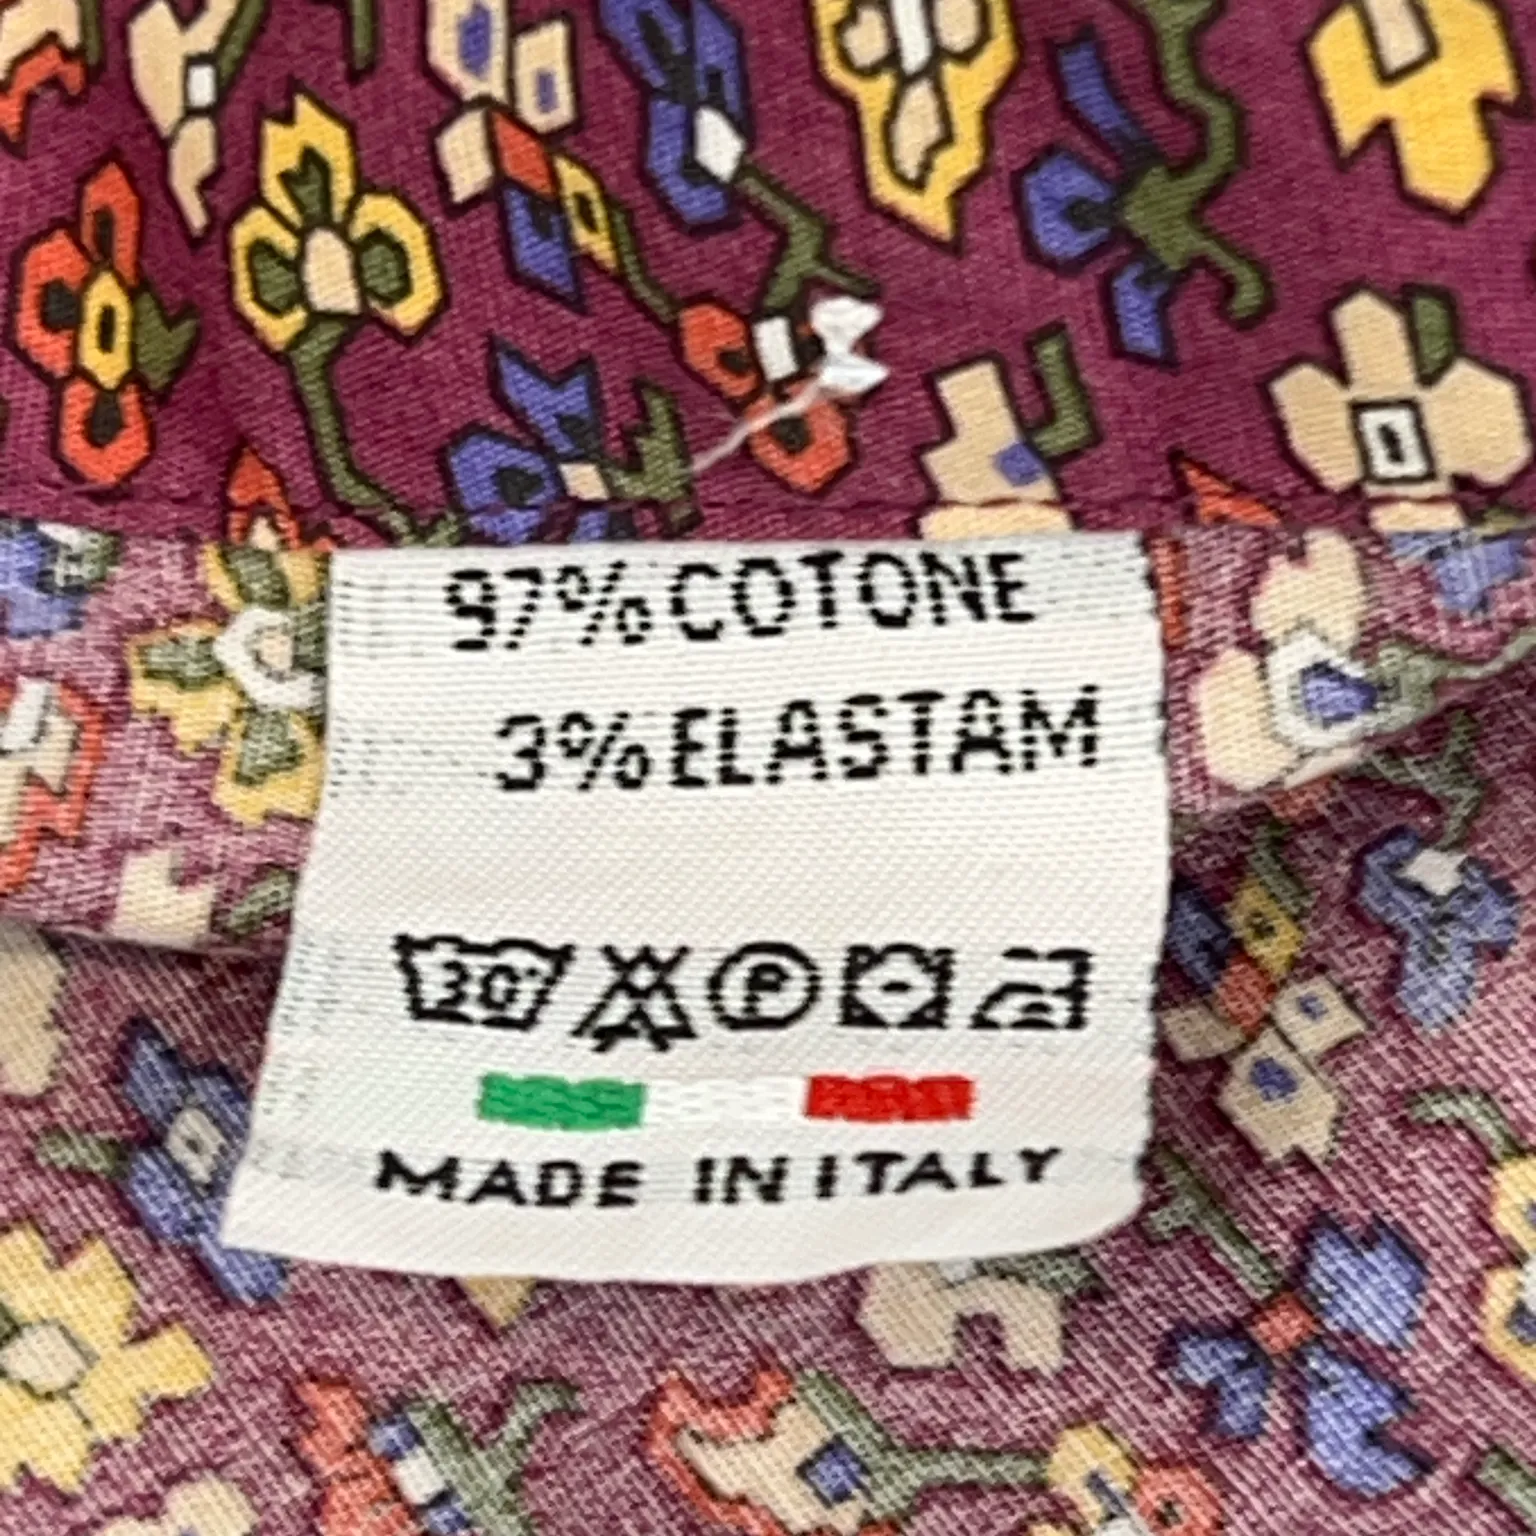 97% COTONE
3% ELASTAM
30° P
MADE IN ITALY